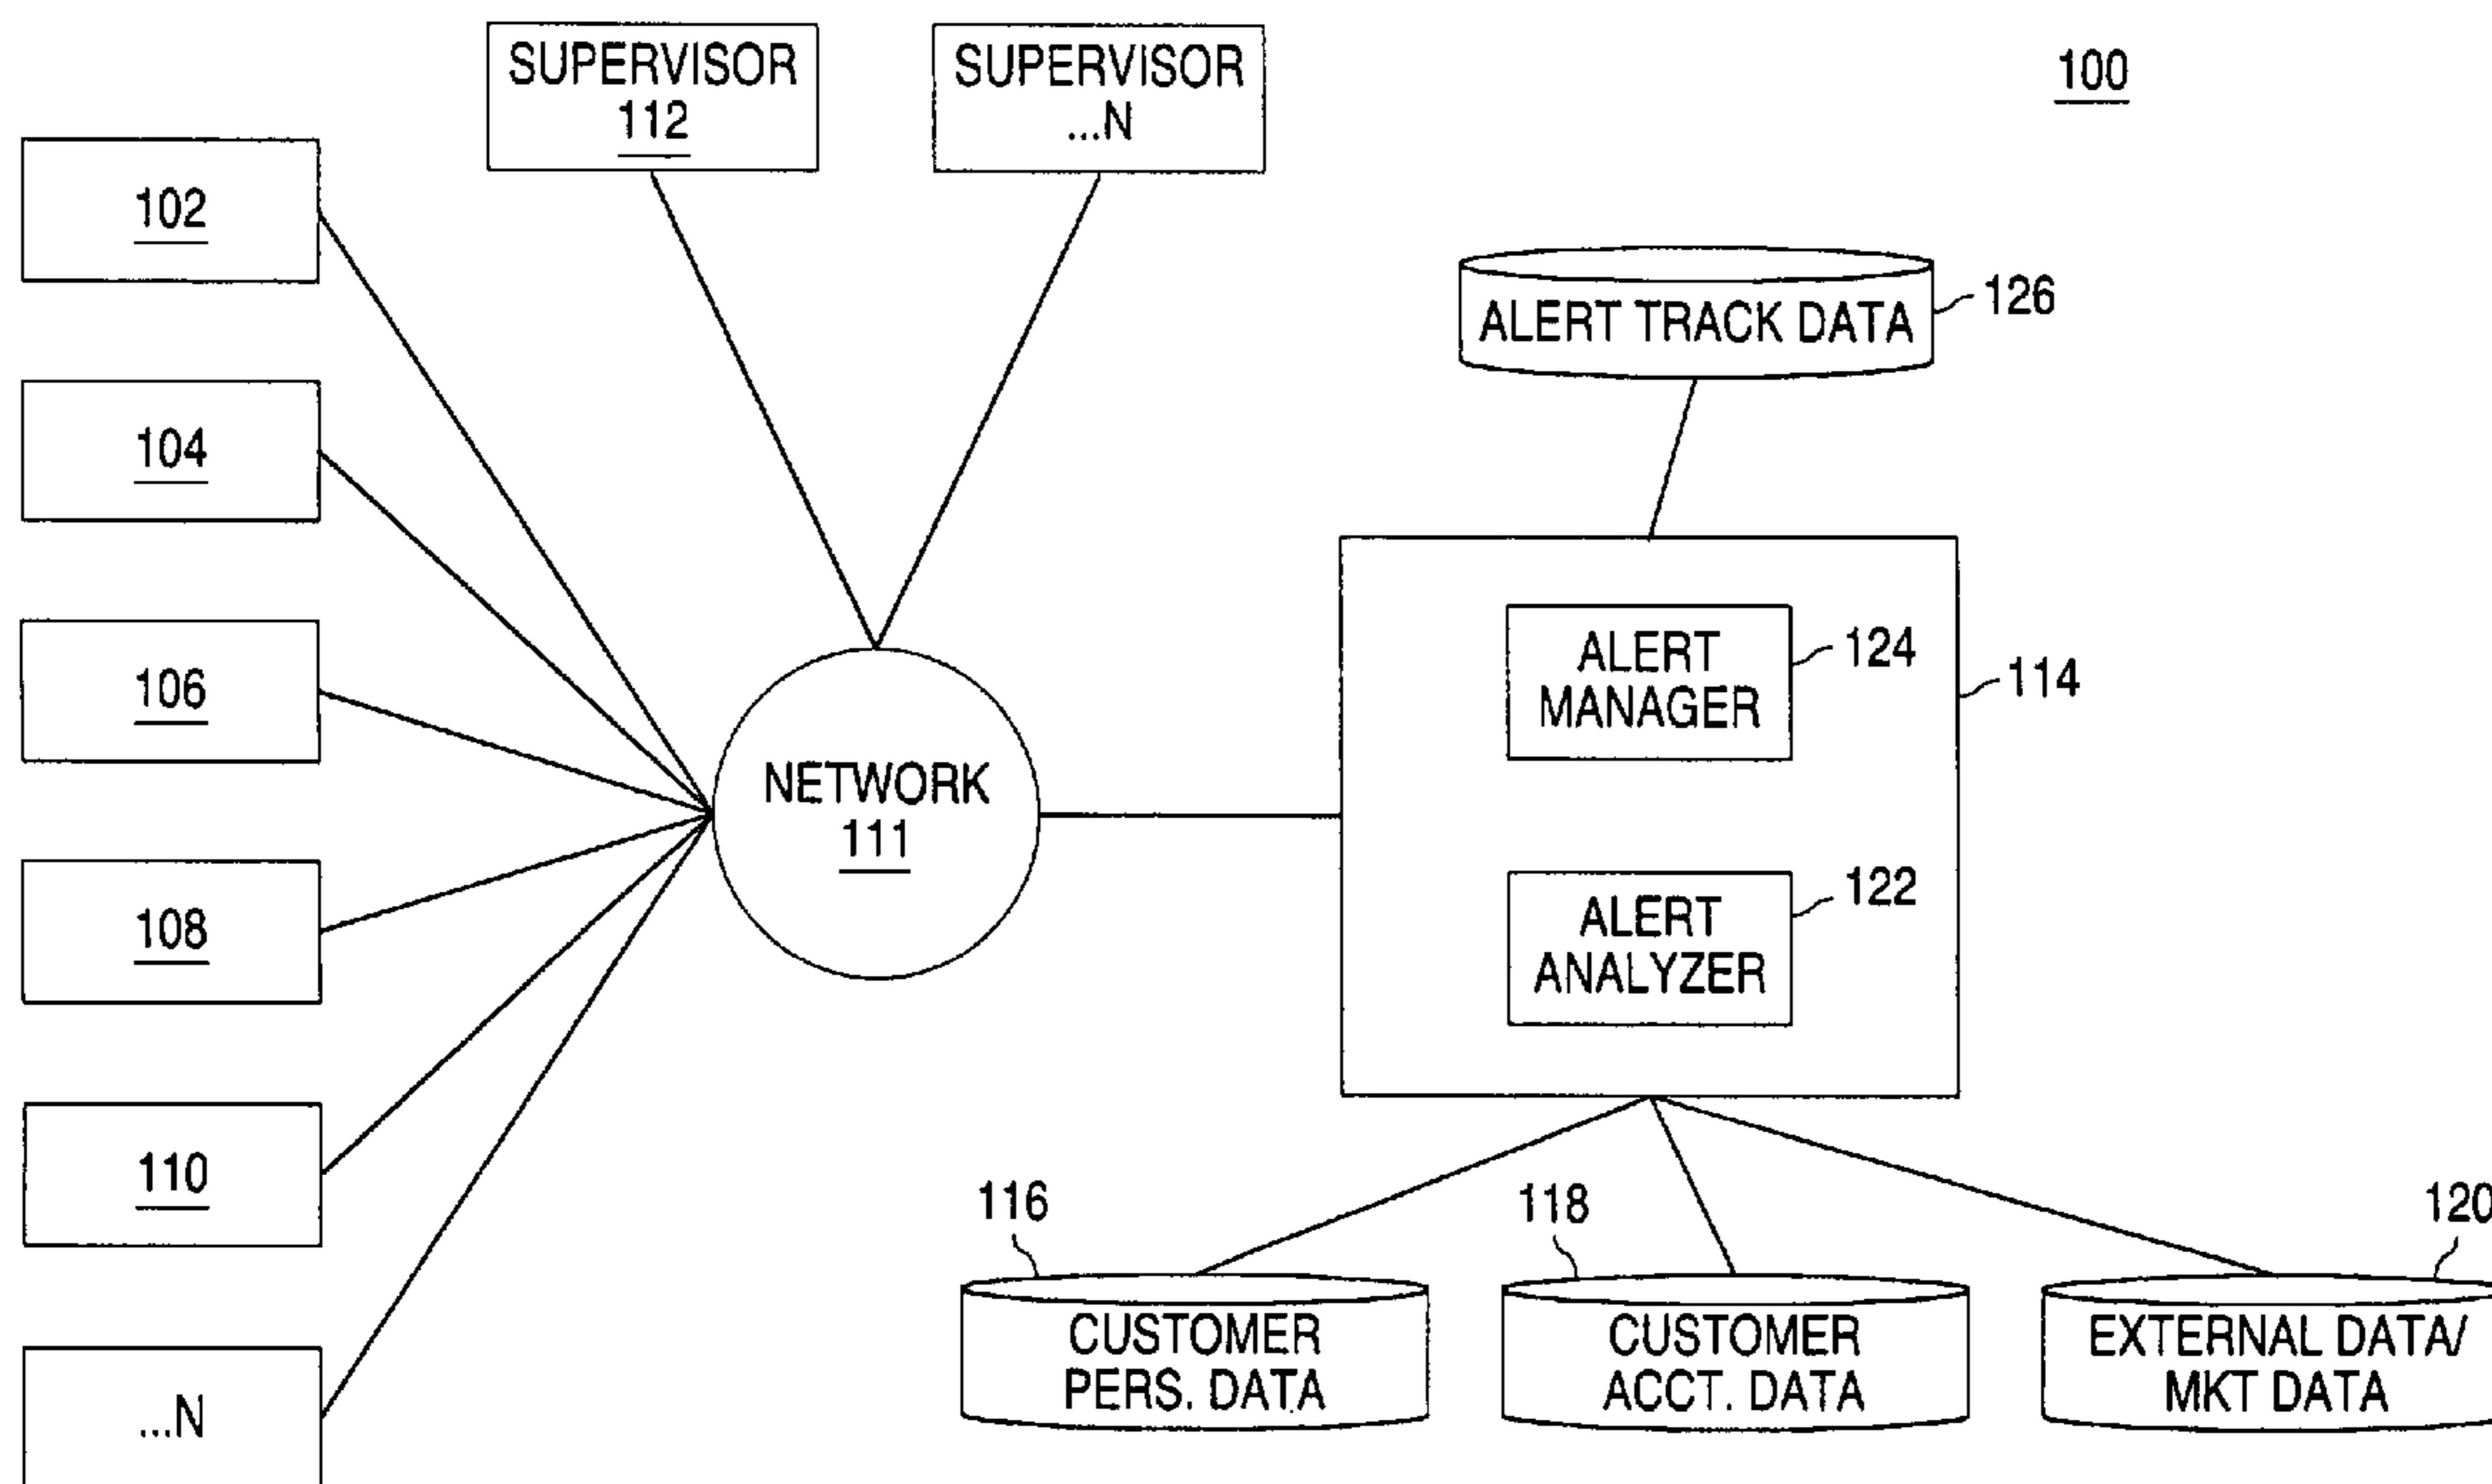 SUPERVISOR
112
SUPERVISOR
...N
100
102
104
106
108
110
...N
NETWORK
111
ALERT TRACK DATA
126
ALERT
MANAGER
124
114
ALERT
ANALYZER
122
116
CUSTOMER
PERS. DATA
118
CUSTOMER
ACCT. DATA
120
EXTERNAL DATA/
MKT DATA